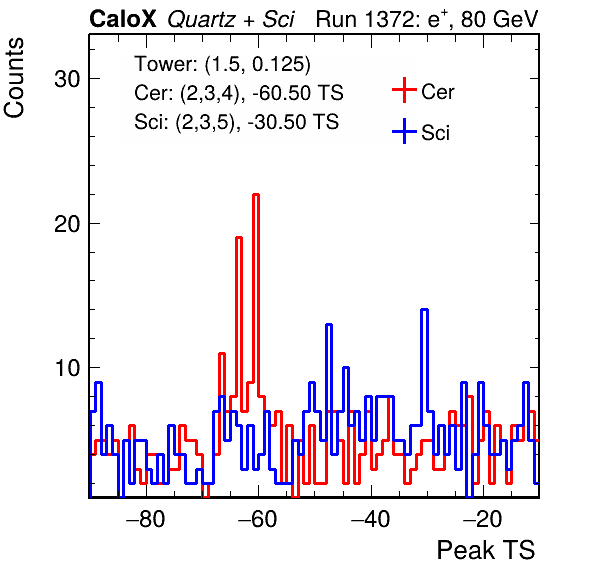 CaloX Quartz + Sci Run 1372: e⁺, 80 GeV
Counts
Tower: (1.5, 0.125)
Cer: (2,3,4), -60.50 TS
Sci: (2,3,5), -30.50 TS
Cer
Sci
30
20
10
−80 −60 −40 −20
Peak TS